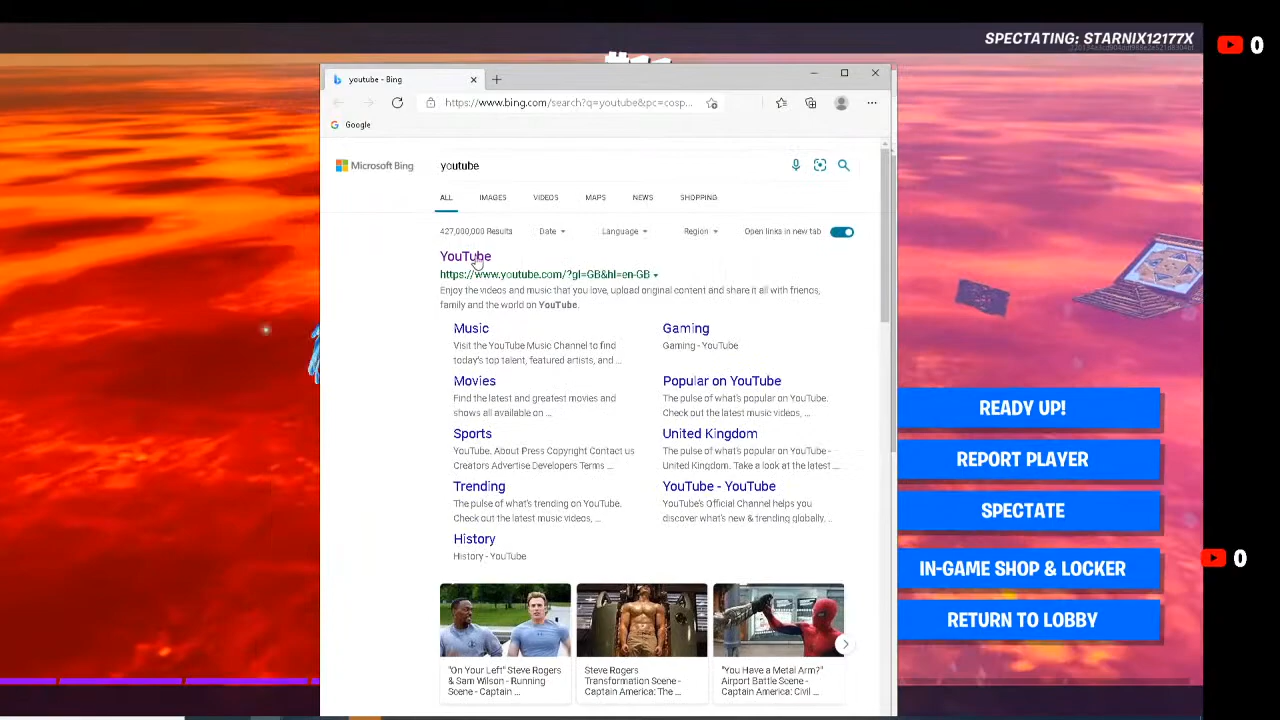 SPECTATING: STARNIX12177X
0
youtube - Bing
https://www.bing.com/search?q=youtube&pc=cosp...
Google
Microsoft Bing
youtube
ALL IMAGES VIDEOS MAPS NEWS SHOPPING
427,000,000 Results Date Language Region Open links in new tab
YouTube
https://www.youtube.com/?gl=GB&hl=en-GB
Enjoy the videos and music that you love, upload original content and share it all with friends,
family and the world on YouTube.
Music
Visit the YouTube Music Channel to find
today's top talent, featured artists, and ...
Gaming
Gaming - YouTube
Movies
Find the latest and greatest movies and
shows all available on ...
Popular on YouTube
The pulse of what's popular on YouTube.
Check out the latest music videos, ...
Sports
YouTube. About Press Copyright Contact us
Creators Advertise Developers Terms ...
United Kingdom
The pulse of what's popular on YouTube -
United Kingdom. Take a look at the latest ...
Trending
The pulse of what's trending on YouTube.
Check out the latest music videos, ...
YouTube - YouTube
YouTube's Official Channel helps you
discover what's new & trending globally. ...
History
History - YouTube
"On Your Left" Steve Rogers
& Sam Wilson - Running
Scene - Captain ...
Steve Rogers
Transformation Scene -
Captain America: The ...
"You Have a Metal Arm?"
Airport Battle Scene -
Captain America: Civil ...
READY UP!
REPORT PLAYER
SPECTATE
IN-GAME SHOP & LOCKER
RETURN TO LOBBY
0